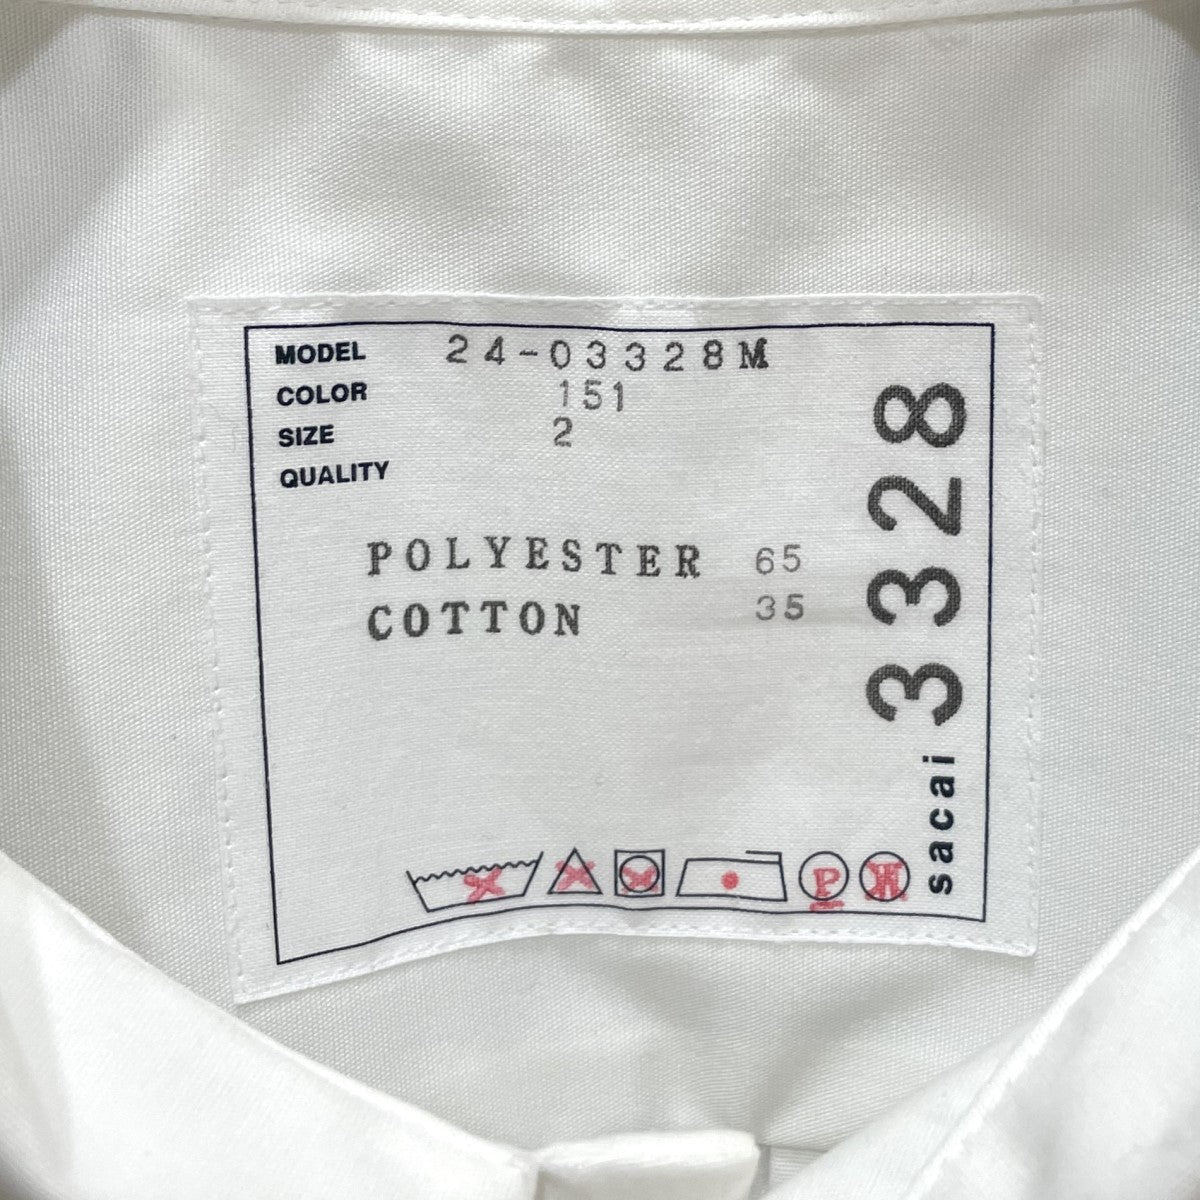 MODEL 24-03328M
COLOR 151
SIZE 2
QUALITY
POLYESTER 65
COTTON 35
P
W
sacai 3328